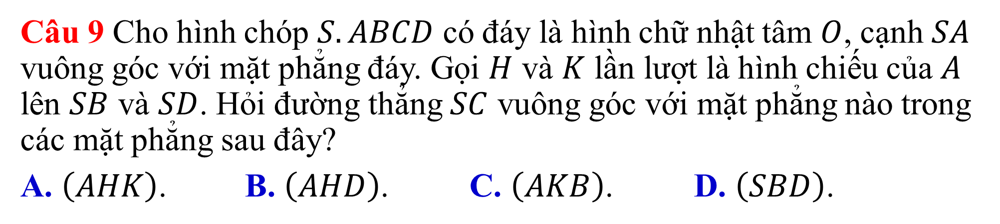 Câu 9 Cho hình chóp S.ABCD có đáy là hình chữ nhật tâm O, cạnh SA
vuông góc với mặt phẳng đáy. Gọi H và K lần lượt là hình chiếu của A
lên SB và SD. Hỏi đường thẳng SC vuông góc với mặt phẳng nào trong
các mặt phẳng sau đây?
A. (AHK). B. (AHD). C. (AKB). D. (SBD).